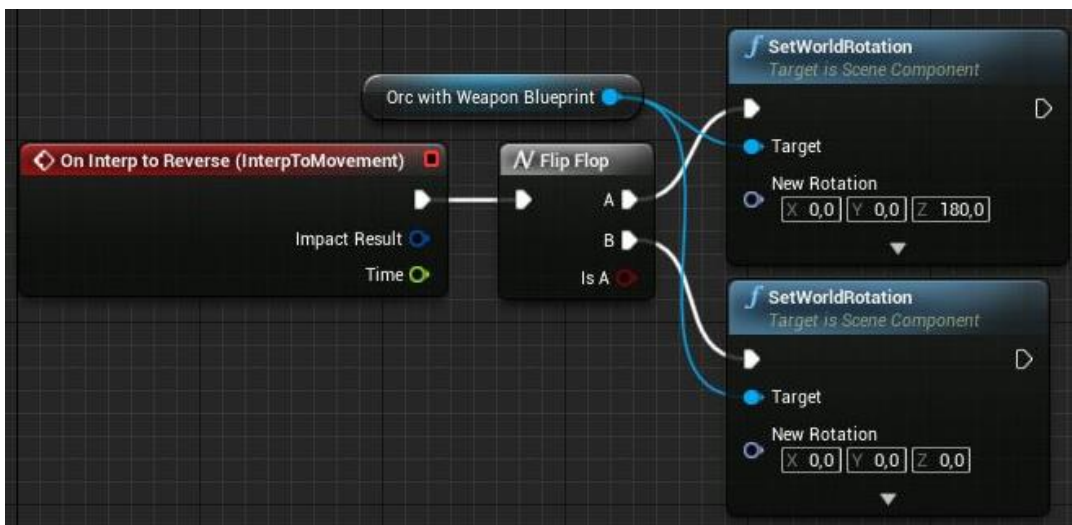 SetWorldRotation
Target is Scene Component
Orc with Weapon Blueprint
Target
New Rotation
X 0,0 Y 0,0 Z 180,0
On Interp to Reverse (InterpToMovement)
Impact Result
Time
Flip Flop
A
B
Is A
SetWorldRotation
Target is Scene Component
Target
New Rotation
X 0,0 Y 0,0 Z 0,0